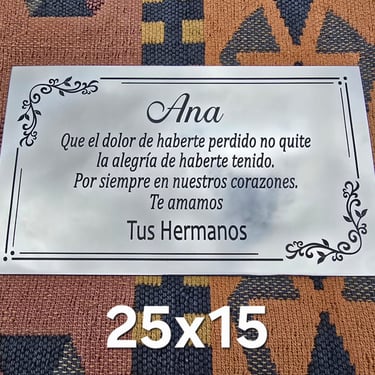 Ana
Que el dolor de haberte perdido no quite
la alegría de haberte tenido.
Por siempre en nuestros corazones.
Te amamos
Tus Hermanos
25x15